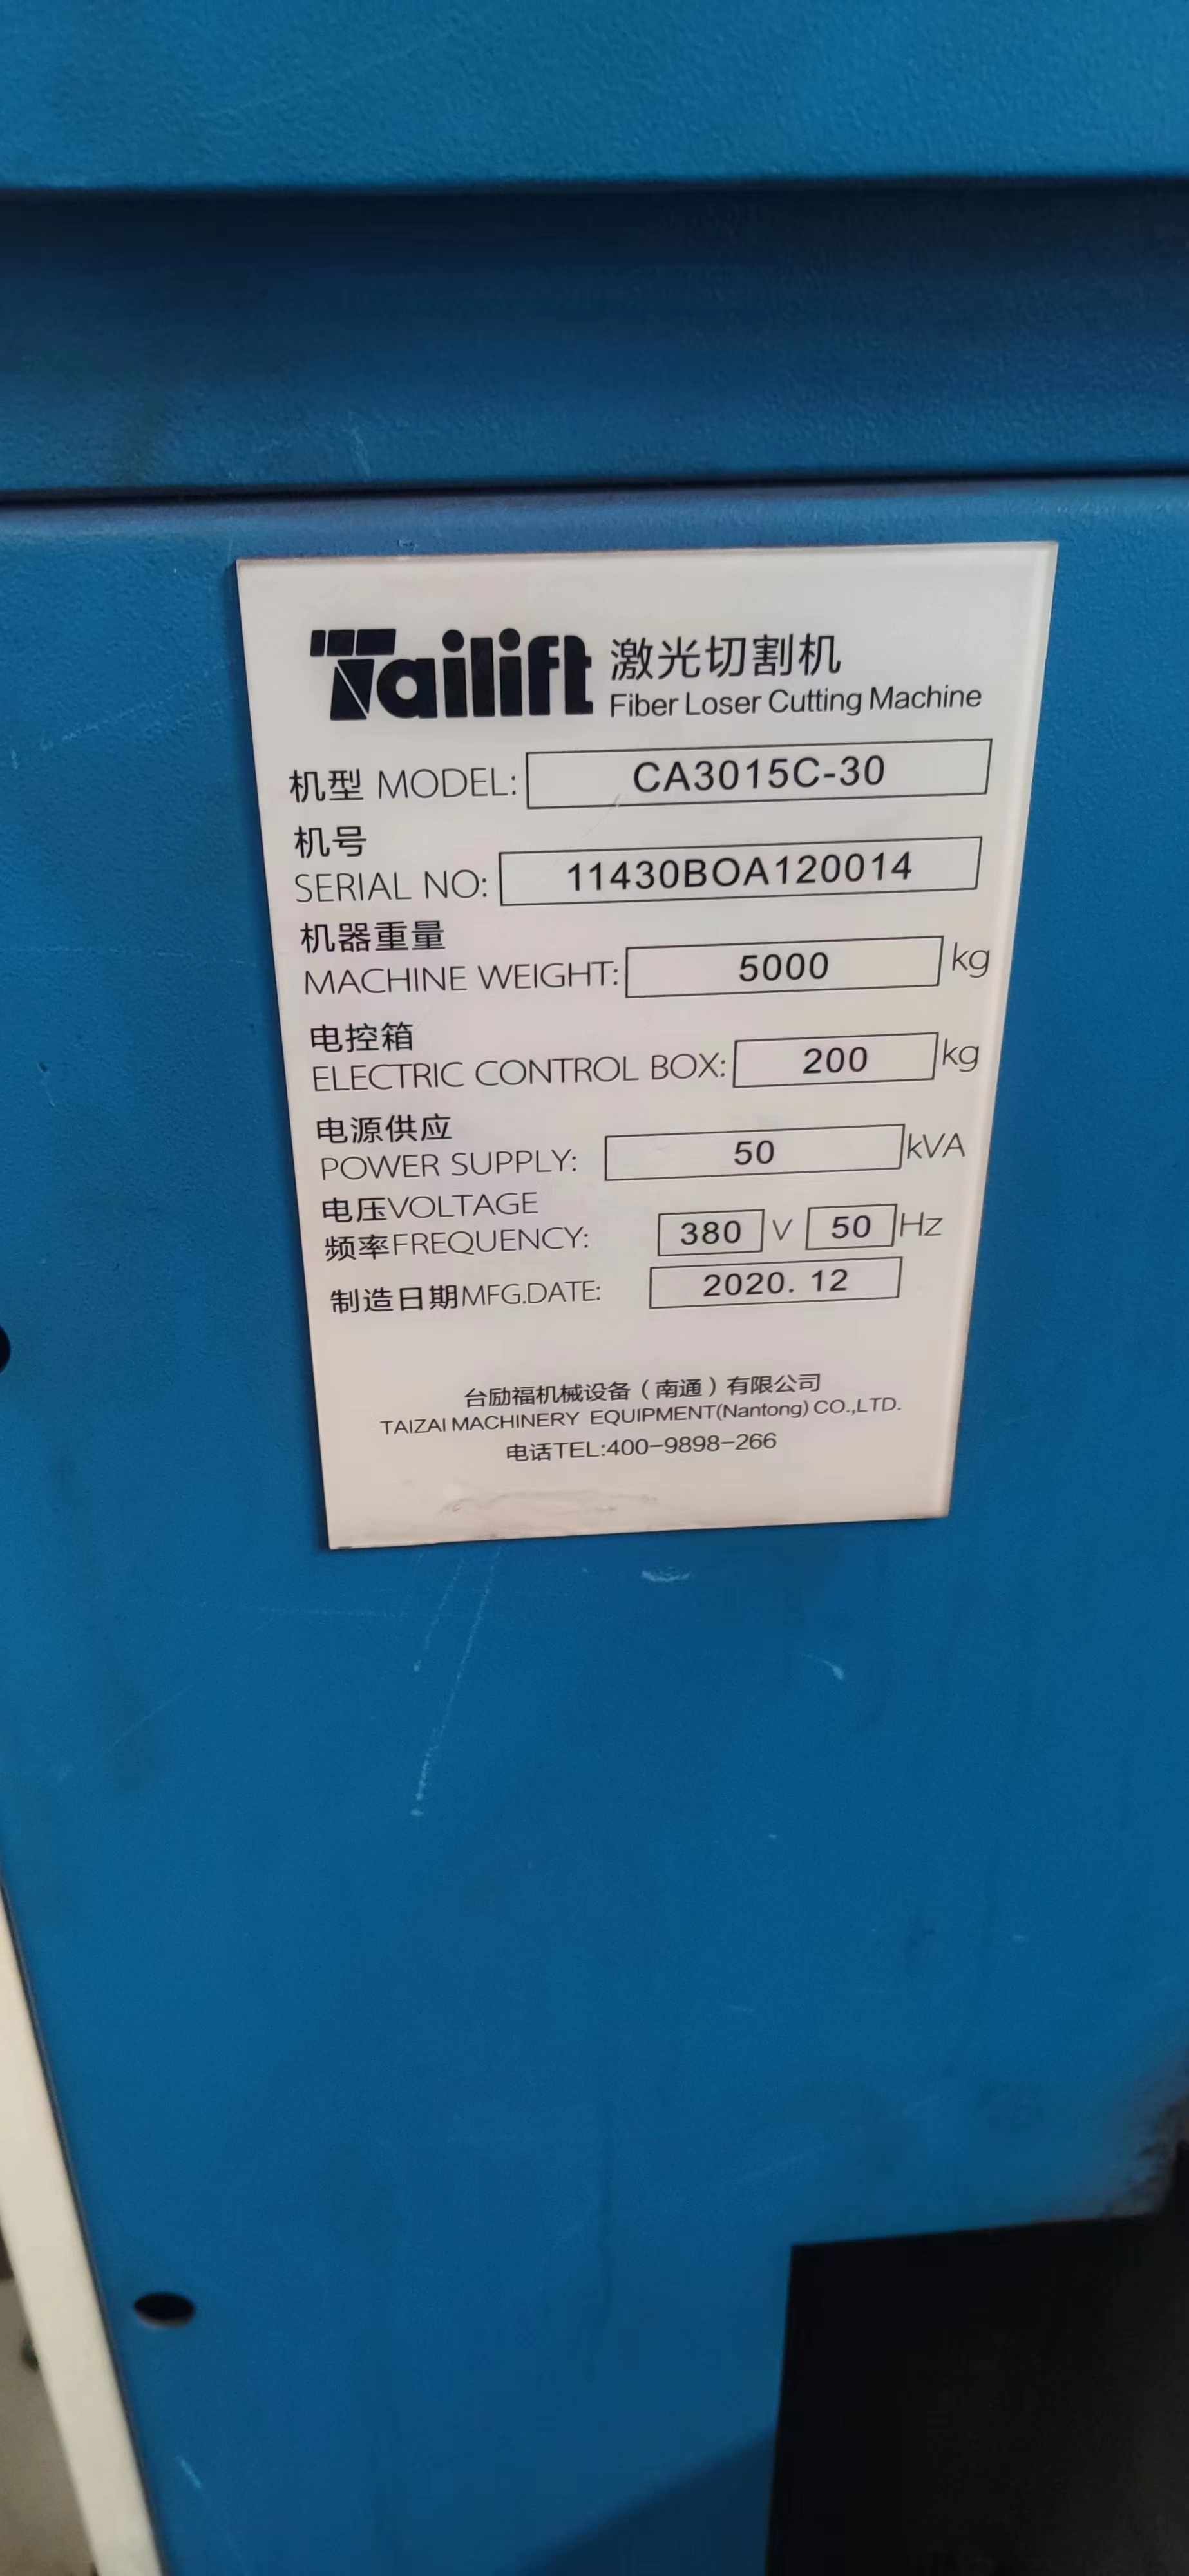 Tailift 激光切割机
Fiber Loser Cutting Machine
机型 MODEL: CA3015C-30
机号
SERIAL NO: 11430BOA120014
机器重量
MACHINE WEIGHT: 5000 kg
电控箱
ELECTRIC CONTROL BOX: 200 kg
电源供应
POWER SUPPLY: 50 kVA
电压VOLTAGE
频率FREQUENCY: 380 V 50 Hz
制造日期MFG.DATE: 2020. 12
台励福机械设备（南通）有限公司
TAIZAI MACHINERY EQUIPMENT(Nantong) CO.,LTD.
电话TEL:400-9898-266